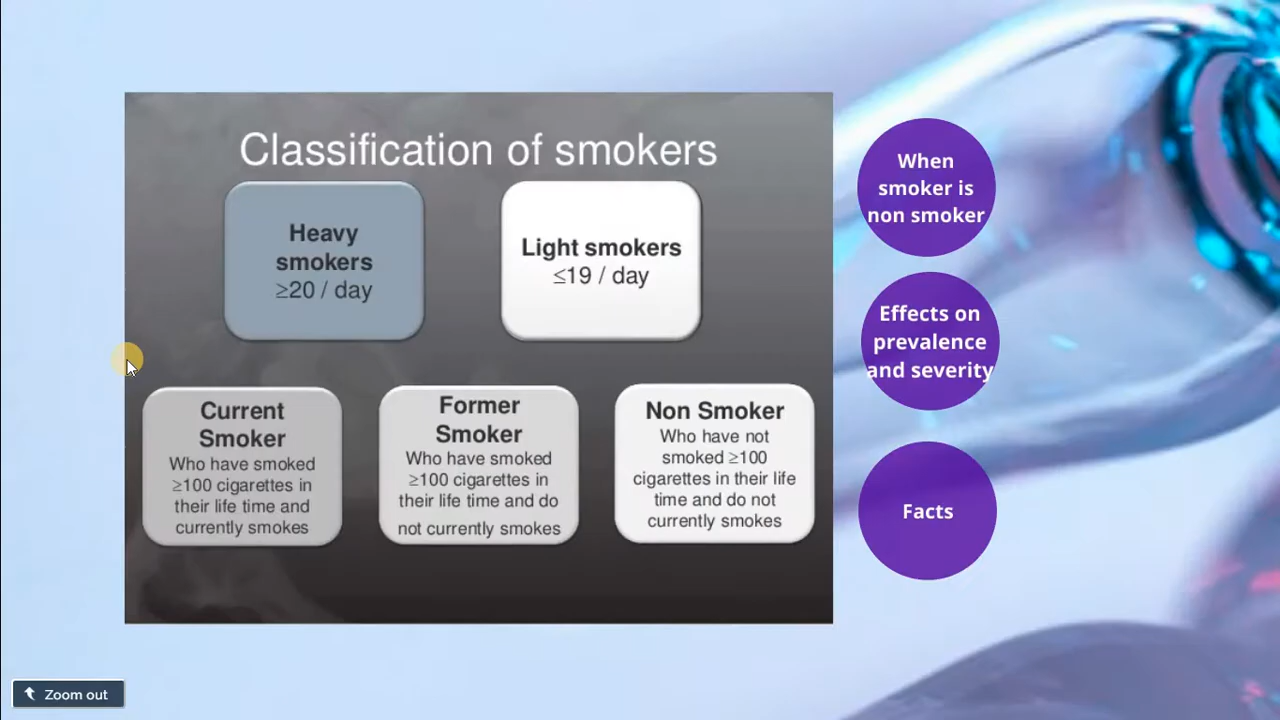 Classification of smokers
Heavy
smokers
≥20 / day
Light smokers
≤19 / day
Current
Smoker
Who have smoked
≥100 cigarettes in
their life time and
currently smokes
Former
Smoker
Who have smoked
≥100 cigarettes in
their life time and do
not currently smokes
Non Smoker
Who have not
smoked ≥100
cigarettes in their life
time and do not
currently smokes
When
smoker is
non smoker
Effects on
prevalence
and severity
Facts
Zoom out